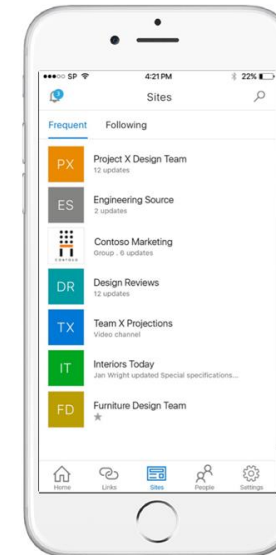 SP 4:21 PM 22%
Sites
Frequent Following
PX Project X Design Team
12 updates
ES Engineering Source
2 updates
Contoso Marketing
Group . 6 updates
CONTOSO
DR Design Reviews
12 updates
TX Team X Projections
Video channel
IT Interiors Today
Jan Wright updated Special specifications...
FD Furniture Design Team
Home Links Sites People Settings